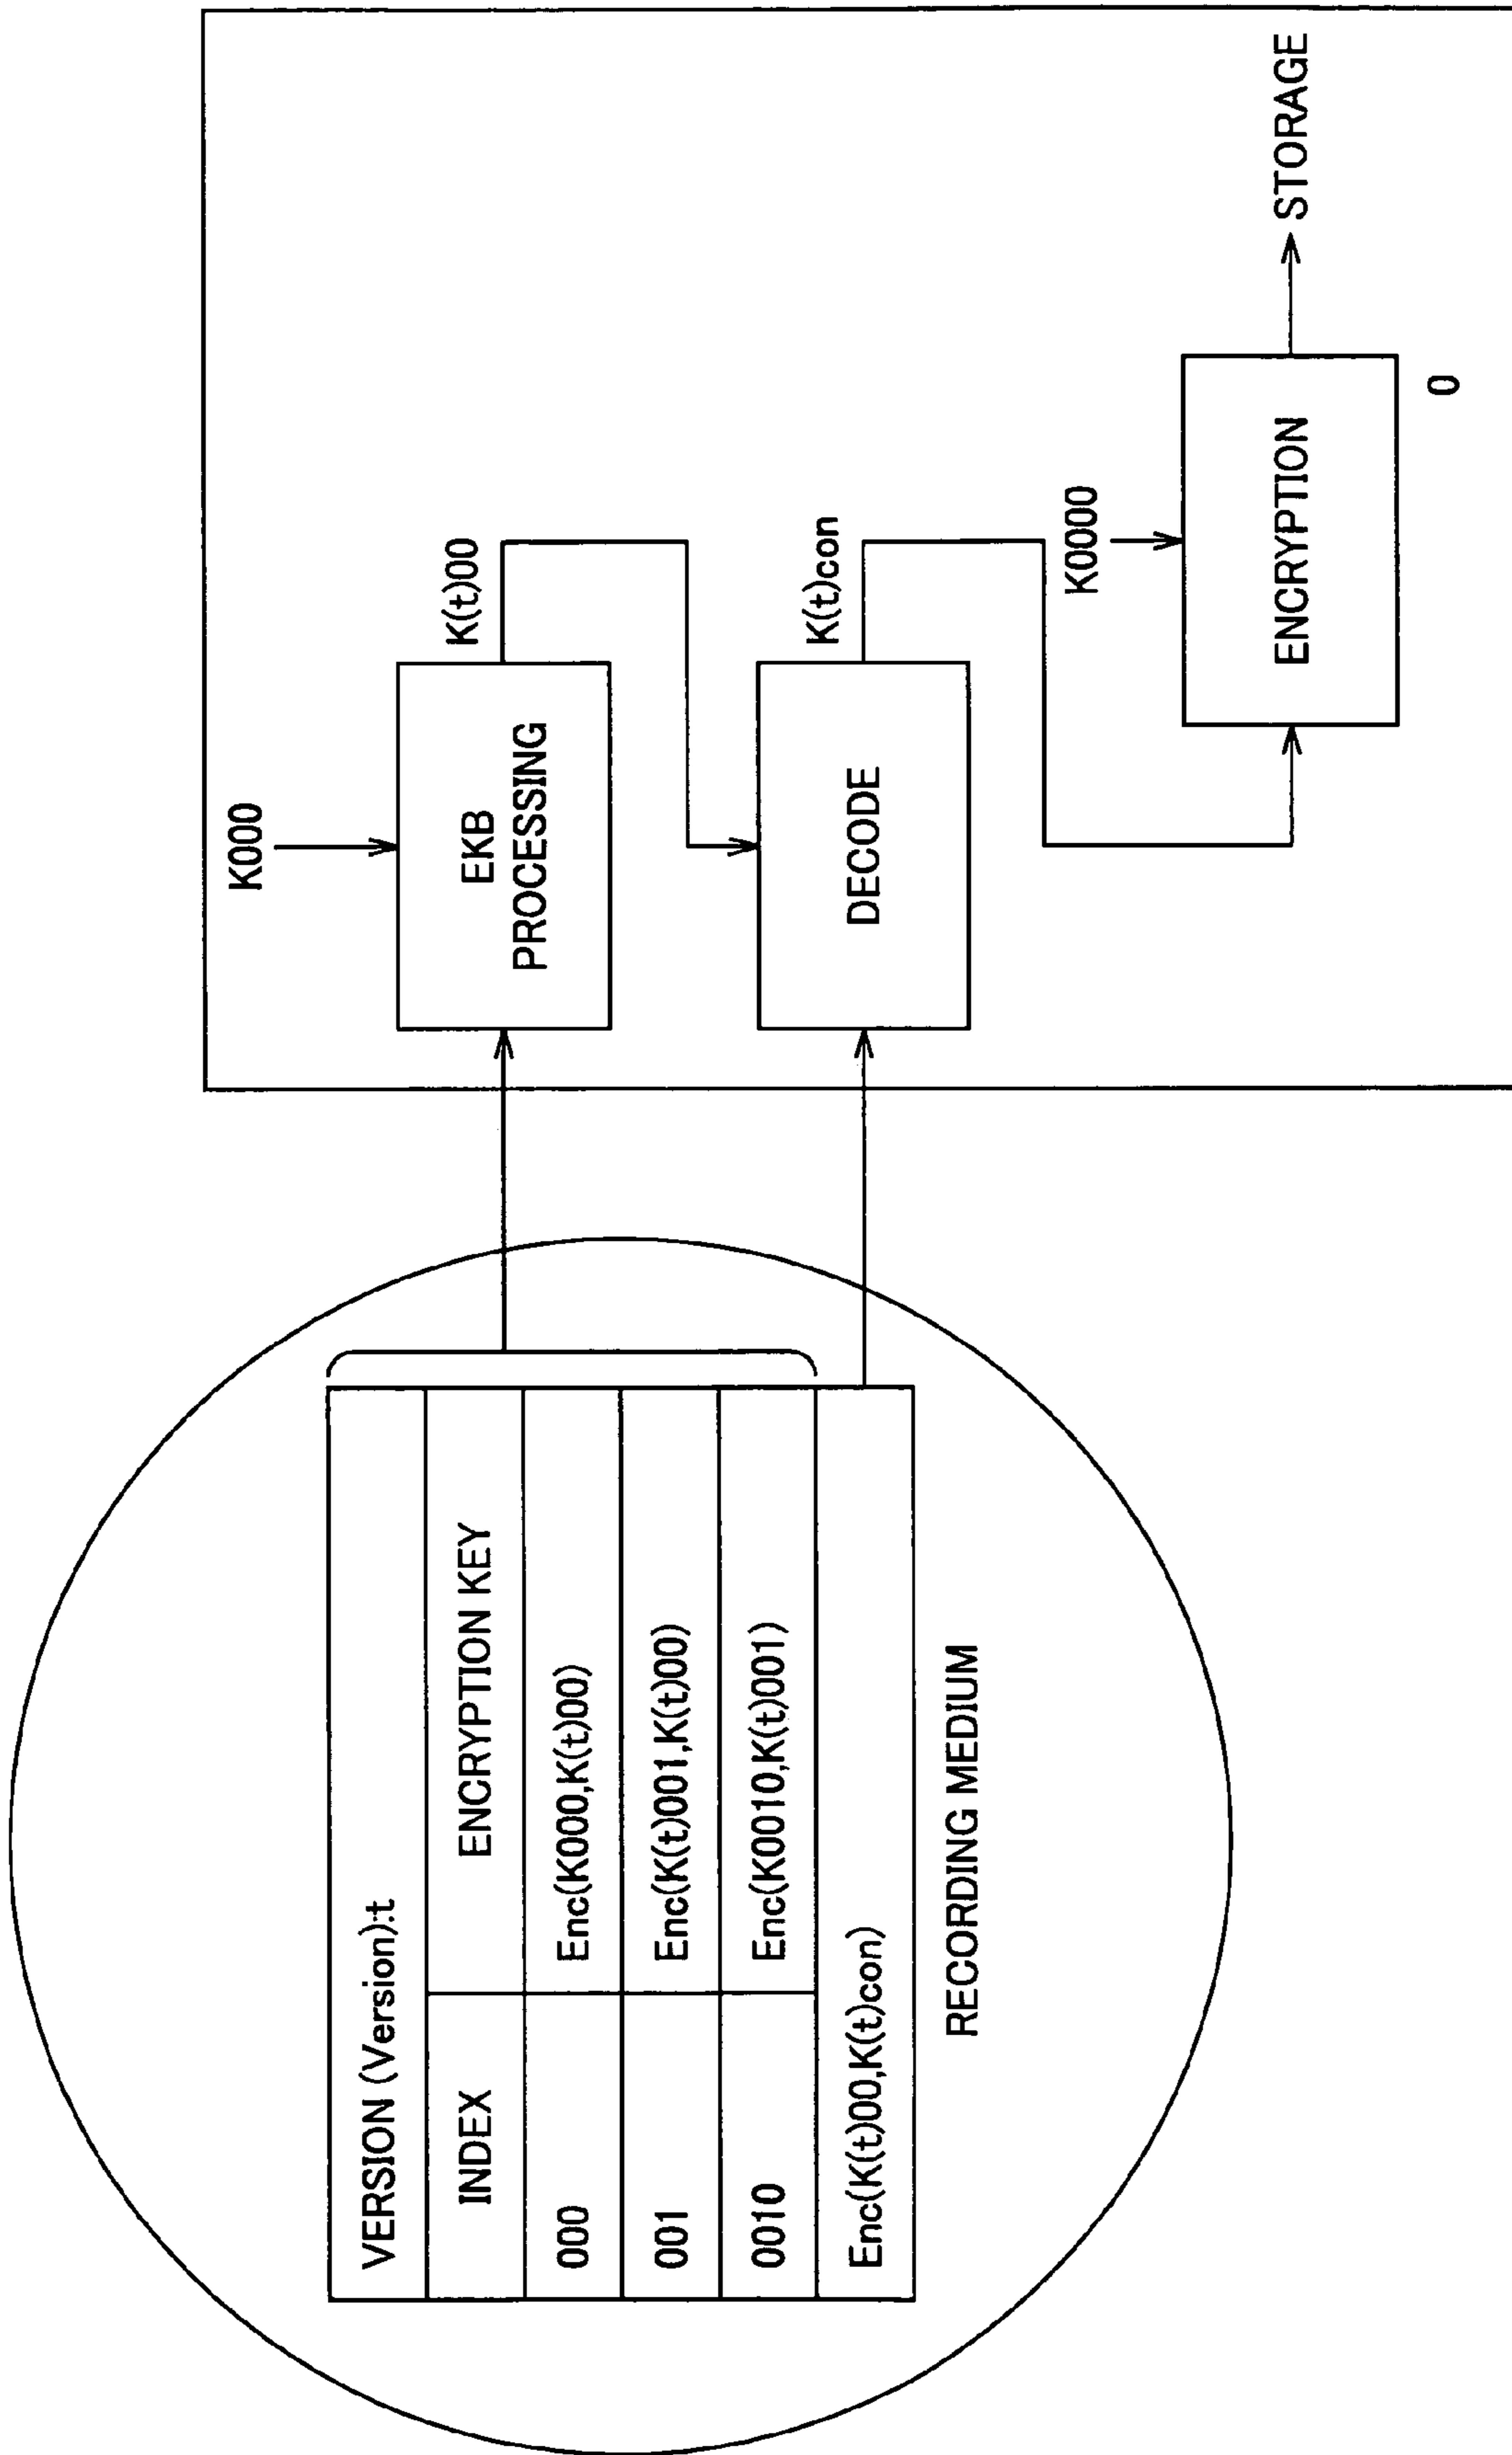 VERSION (Version):t
INDEX
ENCRYPTION KEY
000
Enc(K000,K(t)00)
001
Enc(K(t)001,K(t)00)
0010
Enc(K0010,K(t)001)
Enc(K(t)00,K(t)con)
RECORDING MEDIUM
K000
EKB
PROCESSING
K(t)00
DECODE
K(t)con
K0000
ENCRYPTION
STORAGE
0